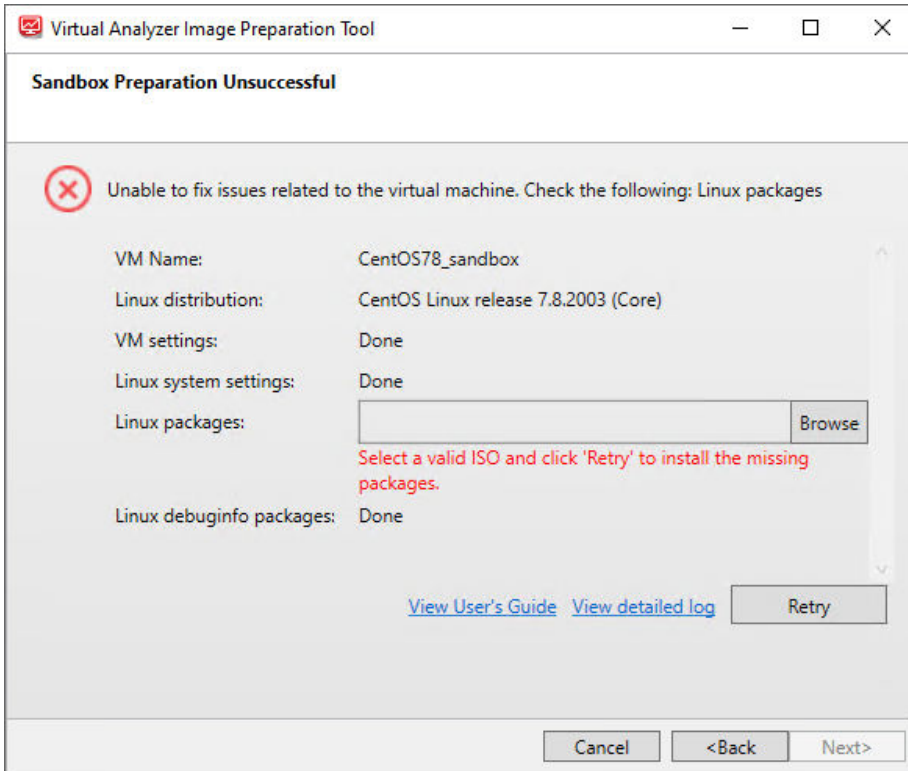 Virtual Analyzer Image Preparation Tool
Sandbox Preparation Unsuccessful
Unable to fix issues related to the virtual machine. Check the following: Linux packages
VM Name: CentOS78_sandbox
Linux distribution: CentOS Linux release 7.8.2003 (Core)
VM settings: Done
Linux system settings: Done
Linux packages: Browse
Select a valid ISO and click 'Retry' to install the missing
packages.
Linux debuginfo packages: Done
View User's Guide View detailed log Retry
Cancel <Back Next>